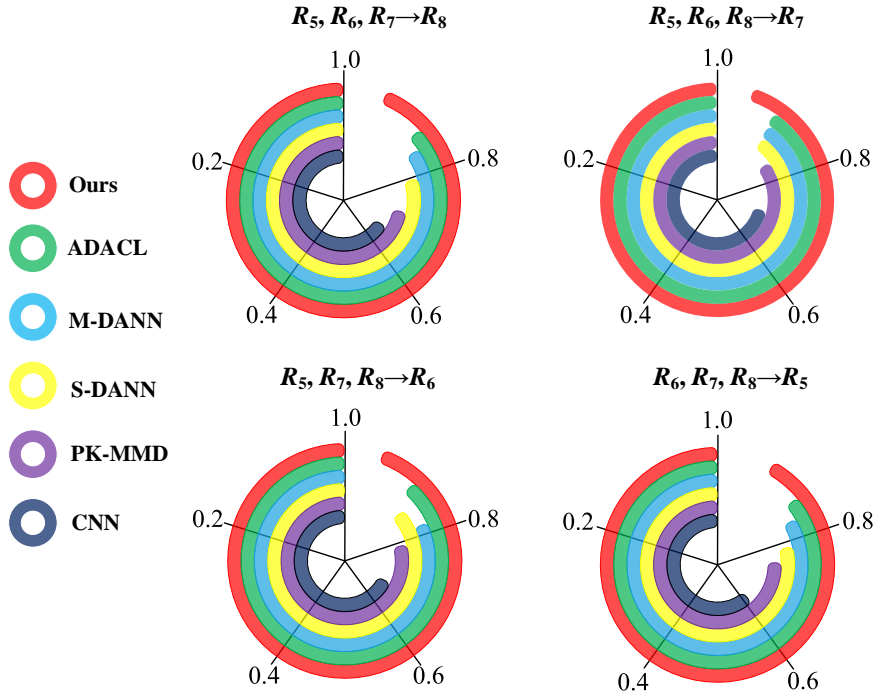 R₅, R₆, R₇→R₈
R₅, R₆, R₈→R₇
1.0
1.0
0.2
0.8
0.2
0.8
0.4
0.6
0.4
0.6
Ours
ADACL
M-DANN
S-DANN
PK-MMD
CNN
R₅, R₇, R₈→R₆
R₆, R₇, R₈→R₅
1.0
1.0
0.2
0.8
0.2
0.8
0.4
0.6
0.4
0.6